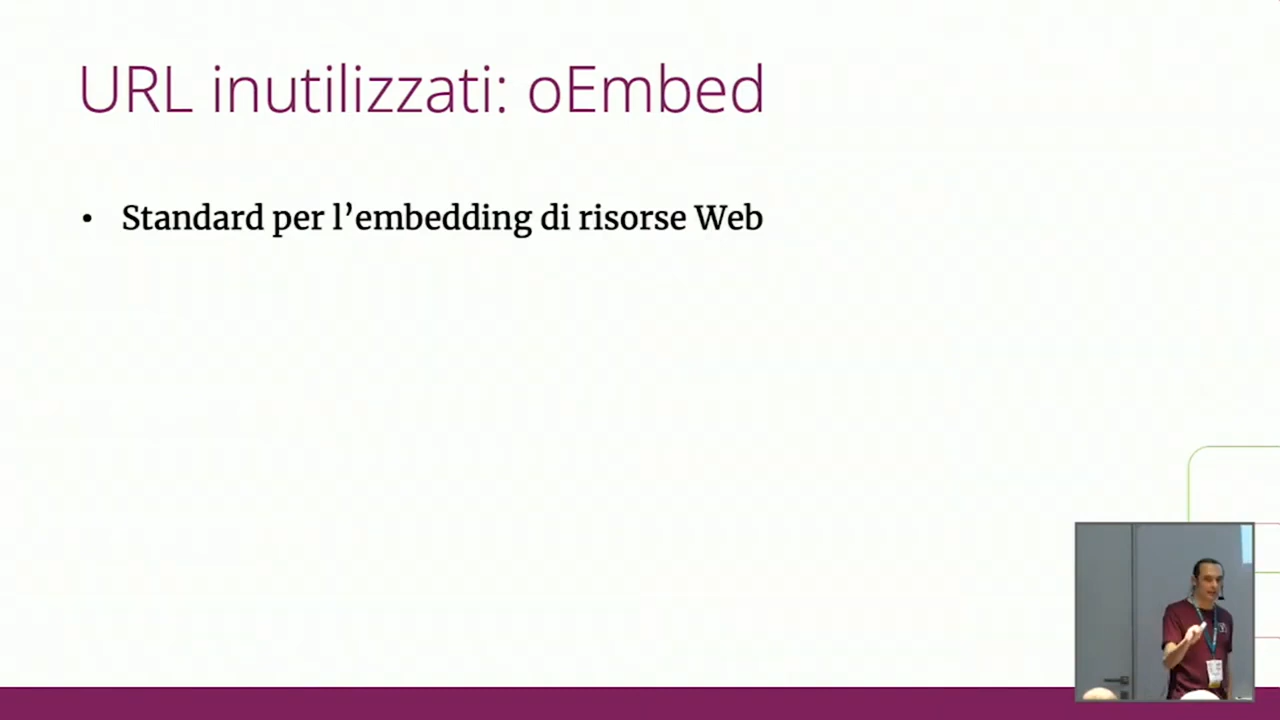 URL inutilizzati: oEmbed
• Standard per l’embedding di risorse Web